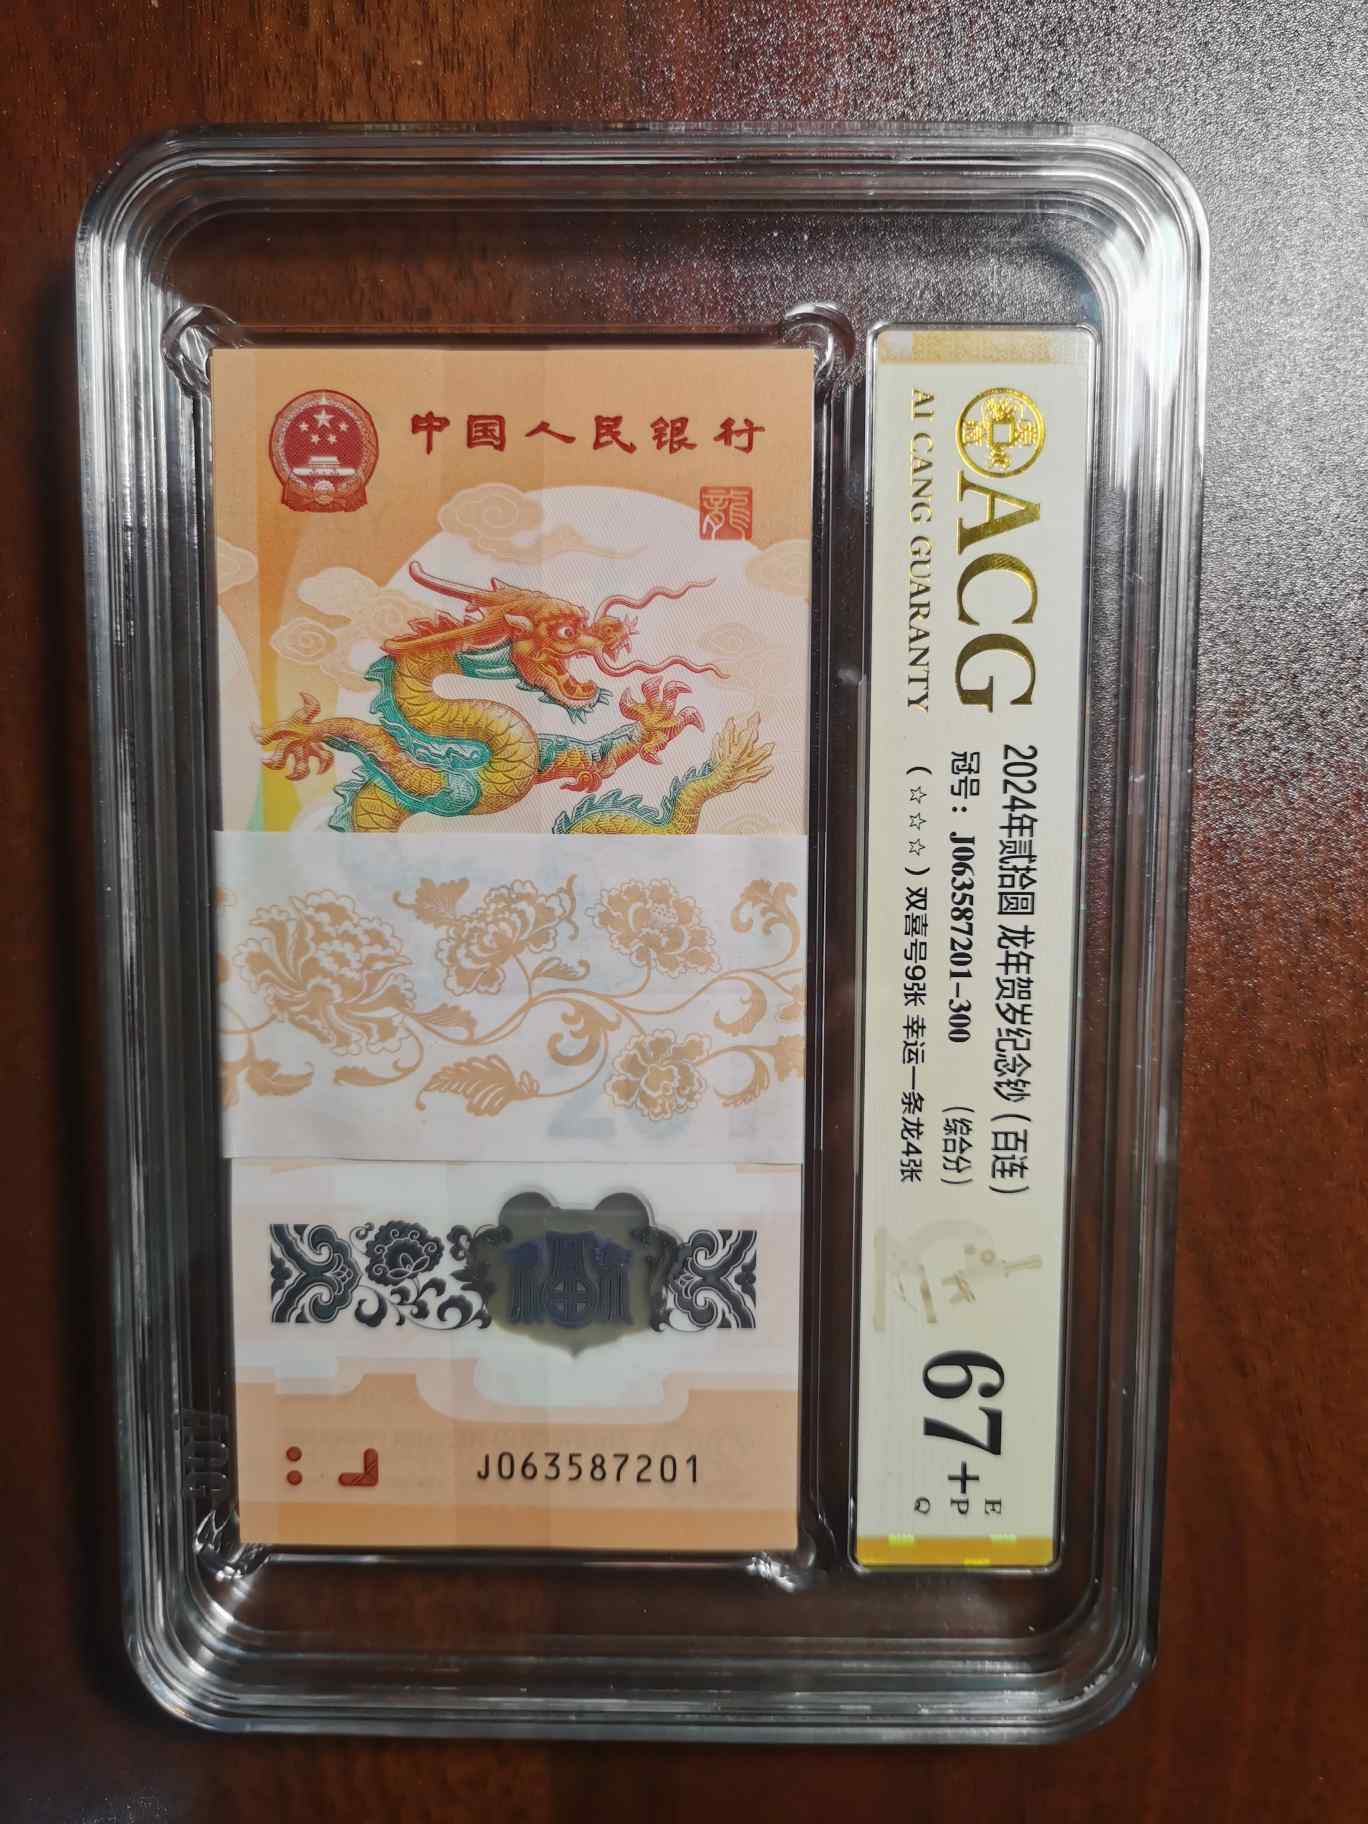 中国人民银行
龍
福
J063587201
ACG
AI CANG GUARANTY
2024年贰拾圆 龙年贺岁纪念钞（百连）
冠号：J063587201-300 （综合分）
（☆☆☆）双喜号9张 幸运一条龙4张
67+
E
P
Q